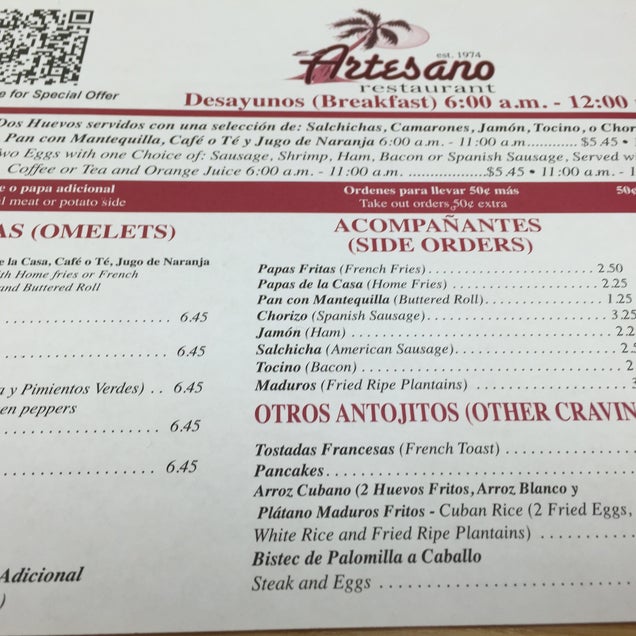 e for Special Offer
est. 1974
Artesano
restaurant
Desayunos (Breakfast) 6:00 a.m. - 12:00
Dos Huevos servidos con una selección de: Salchichas, Camarones, Jamón, Tocino, o Chor
Pan con Mantequilla, Café o Té y Jugo de Naranja 6:00 a.m. - 11:00 a.m............$5.45 • 11:00
wo Eggs with one Choice of: Sausage, Shrimp, Ham, Bacon or Spanish Sausage, Served w
Coffee or Tea and Orange Juice 6:00 a.m. - 11:00 a.m. ......................$5.45 • 11:00 a.m. - 1
e o papa adicional
l meat or potato side
Ordenes para llevar 50¢ más
Take out orders 50¢ extra
50¢
AS (OMELETS)
e la Casa, Café o Té, Jugo de Naranja
ith Home fries or French
and Buttered Roll
6.45
6.45
a y Pimientos Verdes) . . 6.45
en peppers
6.45
6.45
Adicional
)
ACOMPAÑANTES
(SIDE ORDERS)
Papas Fritas (French Fries) 2.50
Papas de la Casa (Home Fries) 2.25
Pan con Mantequilla (Buttered Roll) 1.25
Chorizo (Spanish Sausage) 3.25
Jamón (Ham) 2.2
Salchicha (American Sausage) 2.5
Tocino (Bacon) 2
Maduros (Fried Ripe Plantains) 3
OTROS ANTOJITOS (OTHER CRAVIN
Tostadas Francesas (French Toast)
Pancakes
Arroz Cubano (2 Huevos Fritos, Arroz Blanco y
Plátano Maduros Fritos - Cuban Rice (2 Fried Eggs,
White Rice and Fried Ripe Plantains)
Bistec de Palomilla a Caballo
Steak and Eggs